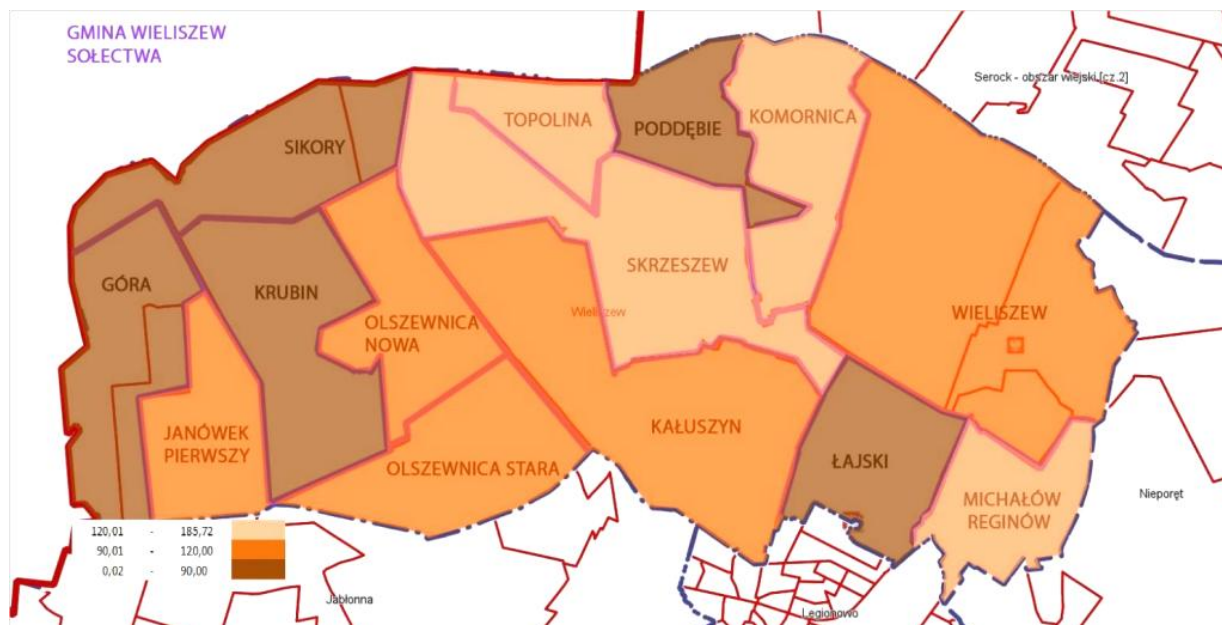 GMINA WIELISZEW
SOŁECTWA
Serock - obszar wiejski [cz.2]
TOPOLINA
KOMORNICA
PODDĘBIE
SIKORY
SKRZESZEW
GÓRA
KRUBIN
Wieliszew
WIELISZEW
OLSZEWNICA
NOWA
KAŁUSZYN
JANÓWEK
PIERWSZY
OLSZEWNICA STARA
ŁAJSKI
Nieporęt
MICHAŁÓW
REGINÓW
120,01 - 185,72
90,01 - 120,00
0,02 - 90,00
Jabłonna
Legionowo